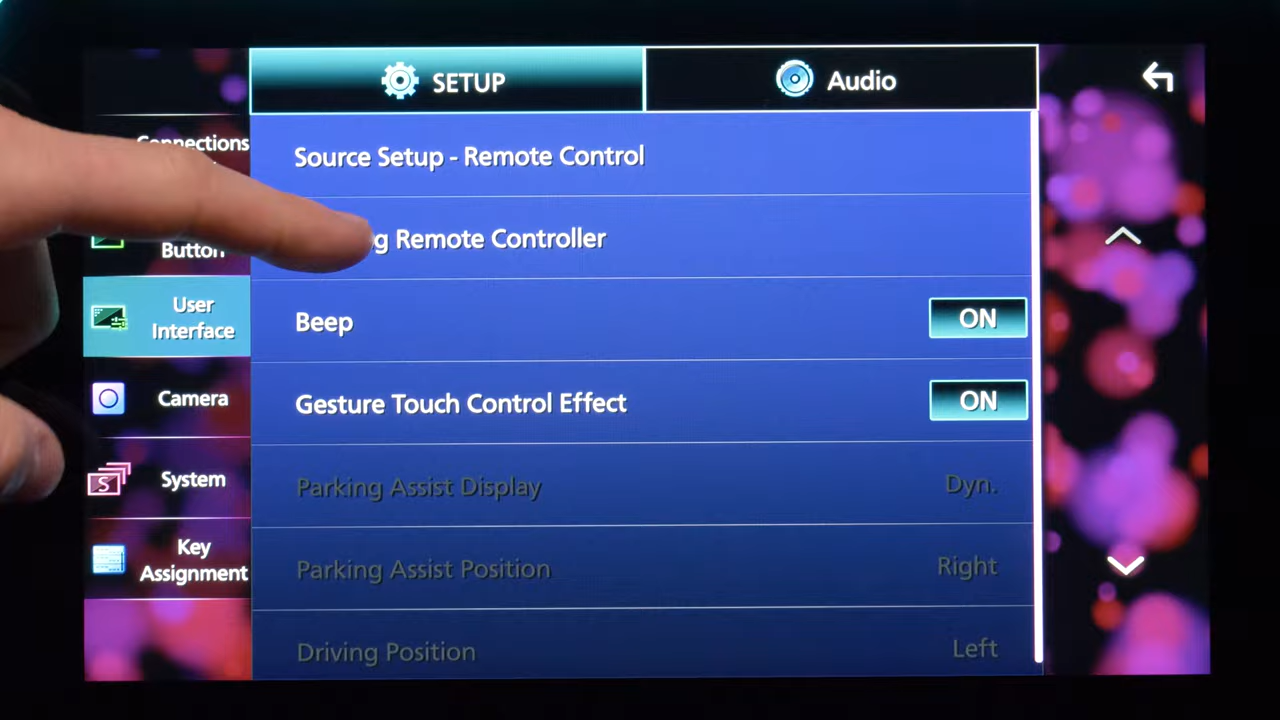 SETUP
Audio
Connections
Button
User
Interface
Camera
S
System
Key
Assignment
Source Setup - Remote Control
g Remote Controller
Beep
ON
Gesture Touch Control Effect
ON
Parking Assist Display
Dyn.
Parking Assist Position
Right
Driving Position
Left